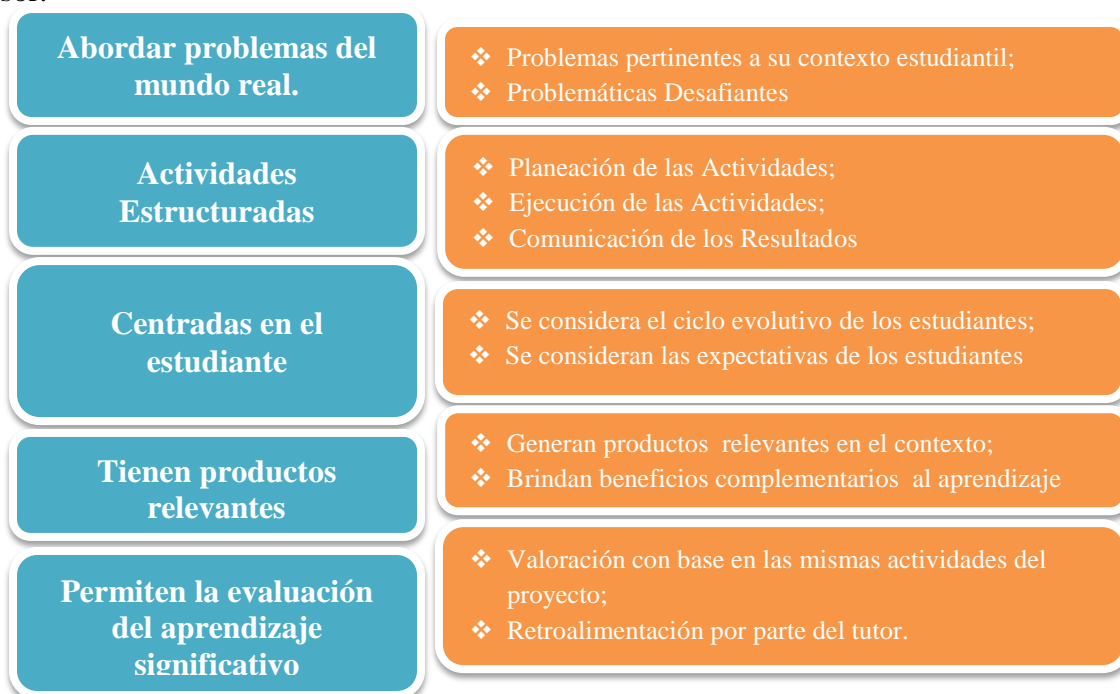 Abordar problemas del
mundo real.
❖ Problemas pertinentes a su contexto estudiantil;
❖ Problemáticas Desafiantes
Actividades
Estructuradas
❖ Planeación de las Actividades;
❖ Ejecución de las Actividades;
❖ Comunicación de los Resultados
Centradas en el
estudiante
❖ Se considera el ciclo evolutivo de los estudiantes;
❖ Se consideran las expectativas de los estudiantes
Tienen productos
relevantes
❖ Generan productos relevantes en el contexto;
❖ Brindan beneficios complementarios al aprendizaje
Permiten la evaluación
del aprendizaje
significativo
❖ Valoración con base en las mismas actividades del
proyecto;
❖ Retroalimentación por parte del tutor.